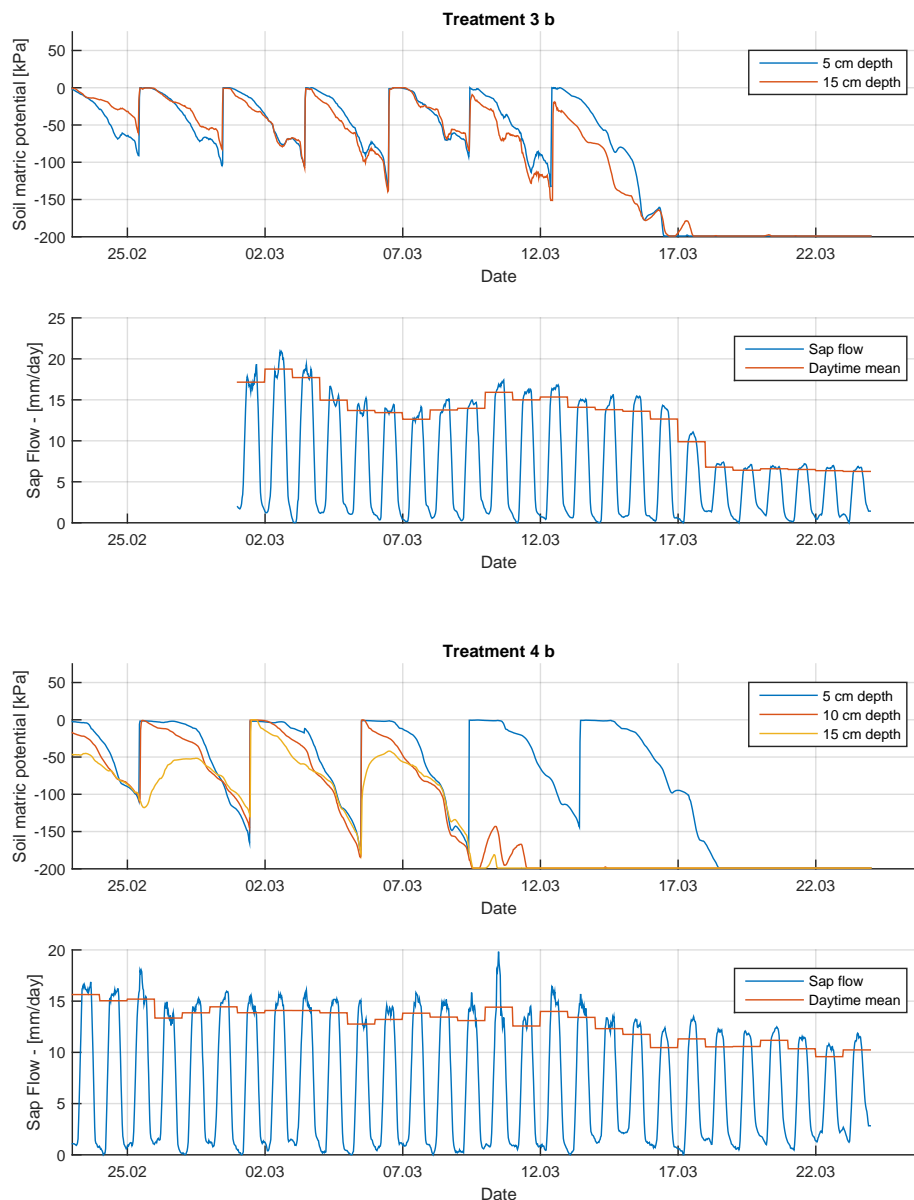 Treatment 3 b
Soil matric potential [kPa]
50
0
-50
-100
-150
-200
5 cm depth
15 cm depth
25.02
02.03
07.03
12.03
17.03
22.03
Date
Sap Flow - [mm/day]
25
20
15
10
5
0
Sap flow
Daytime mean
25.02
02.03
07.03
12.03
17.03
22.03
Date
Treatment 4 b
Soil matric potential [kPa]
50
0
-50
-100
-150
-200
5 cm depth
10 cm depth
15 cm depth
25.02
02.03
07.03
12.03
17.03
22.03
Date
Sap Flow - [mm/day]
20
15
10
5
0
Sap flow
Daytime mean
25.02
02.03
07.03
12.03
17.03
22.03
Date